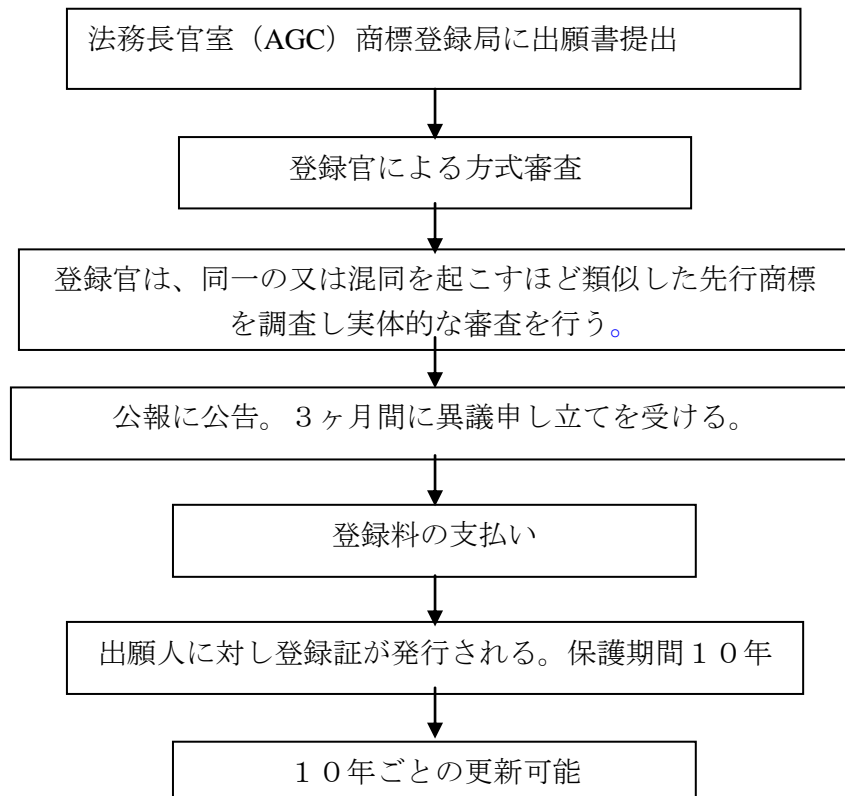 法務長官室（AGC）商標登録局に出願書提出
登録官による方式審査
登録官は、同一の又は混同を起こすほど類似した先行商標
を調査し実体的な審査を行う。
公報に公告。３ヶ月間に異議申し立てを受ける。
登録料の支払い
出願人に対し登録証が発行される。保護期間１０年
１０年ごとの更新可能